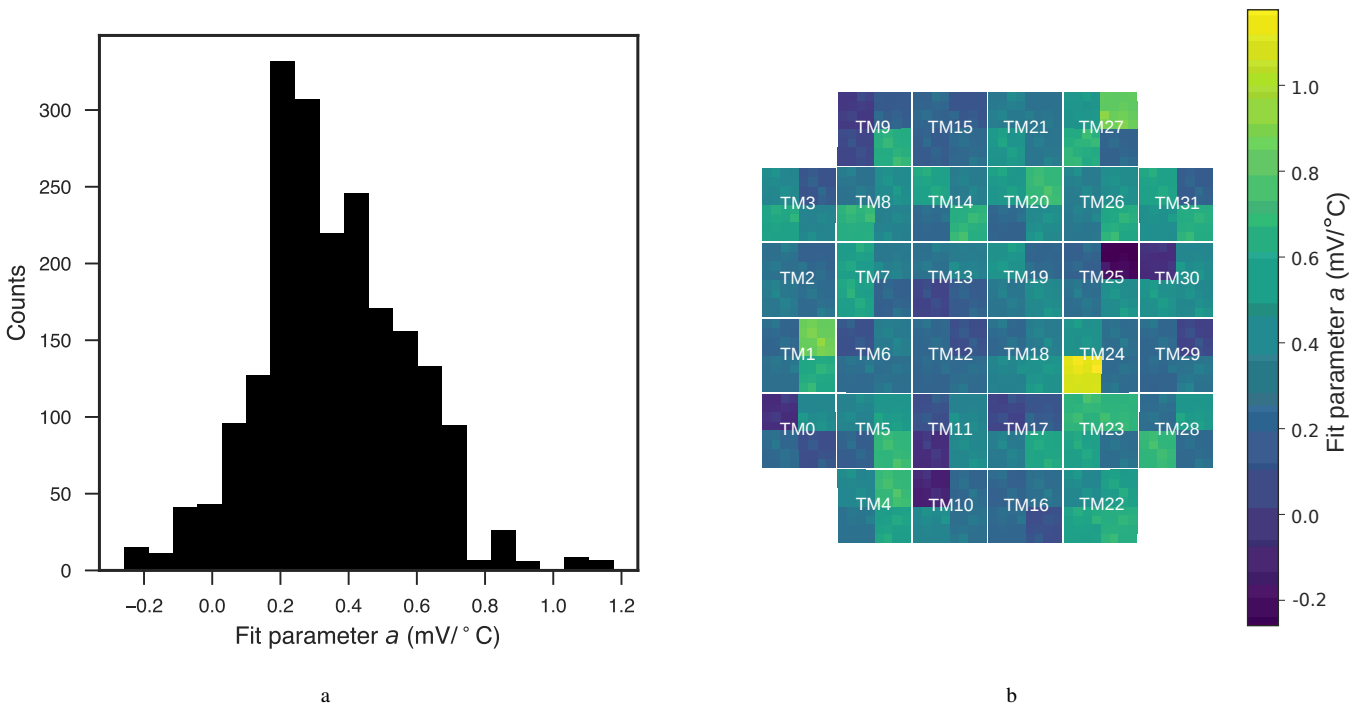 300
250
200
150
100
50
0
Counts
−0.2 0.0 0.2 0.4 0.6 0.8 1.0 1.2
Fit parameter a (mV/ ° C)
a
TM9 TM15 TM21 TM27
TM3 TM8 TM14 TM20 TM26 TM31
TM2 TM7 TM13 TM19 TM25 TM30
TM1 TM6 TM12 TM18 TM24 TM29
TM0 TM5 TM11 TM17 TM23 TM28
TM4 TM10 TM16 TM22
1.0
0.8
0.6
0.4
0.2
0.0
-0.2
Fit parameter a (mV/°C)
b